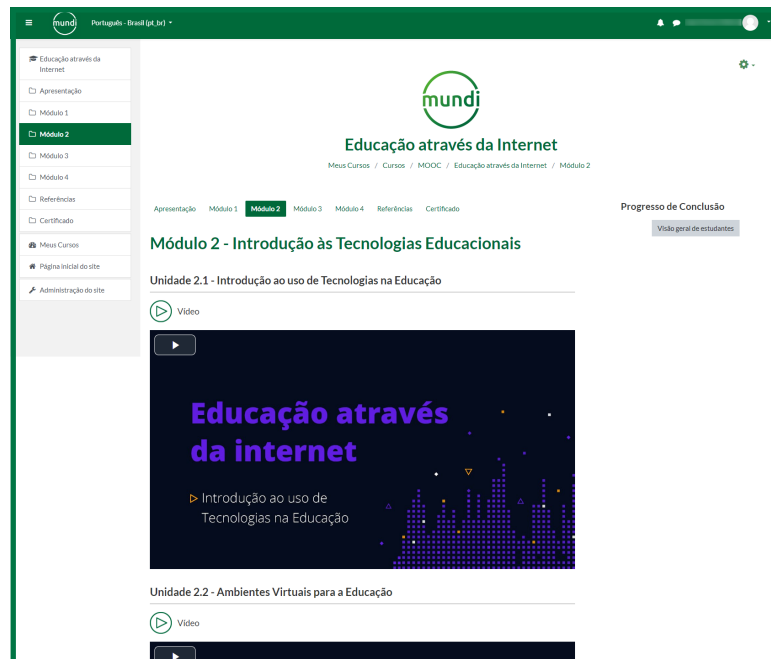 mundi
Português - Brasil (pt_br)
Educação através da
Internet
Apresentação
Módulo 1
Módulo 2
Módulo 3
Módulo 4
Referências
Certificado
Meus Cursos
Página inicial do site
Administração do site
mundi
Educação através da Internet
Meus Cursos / Cursos / MOOC / Educação através da Internet / Módulo 2
Apresentação Módulo 1 Módulo 2 Módulo 3 Módulo 4 Referências Certificado
Progresso de Conclusão
Visão geral de estudantes
Módulo 2 - Introdução às Tecnologias Educacionais
Unidade 2.1 - Introdução ao uso de Tecnologias na Educação
Vídeo
Educação através
da internet
Introdução ao uso de
Tecnologias na Educação
Unidade 2.2 - Ambientes Virtuais para a Educação
Vídeo